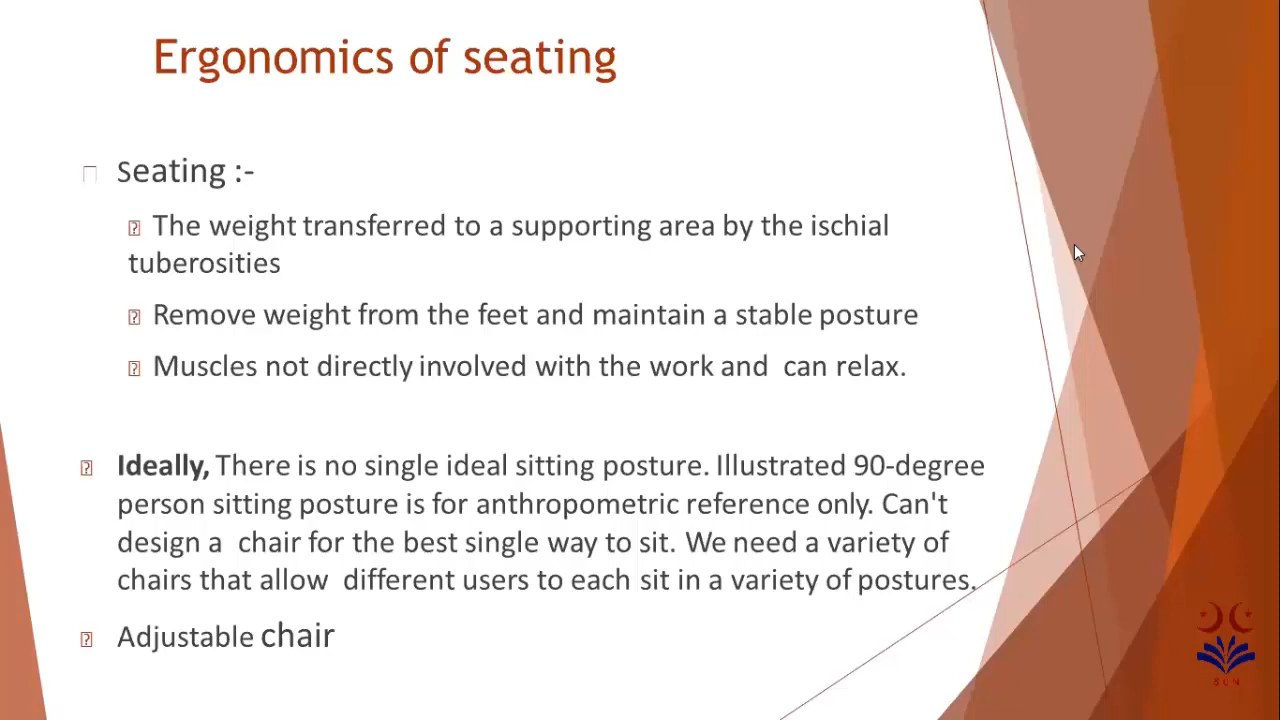 Ergonomics of seating
Seating :-
The weight transferred to a supporting area by the ischial
tuberosities
Remove weight from the feet and maintain a stable posture
Muscles not directly involved with the work and can relax.
Ideally, There is no single ideal sitting posture. Illustrated 90-degree
person sitting posture is for anthropometric reference only. Can't
design a chair for the best single way to sit. We need a variety of
chairs that allow different users to each sit in a variety of postures.
Adjustable chair